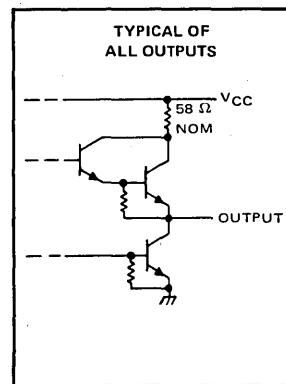 TYPICAL OF
ALL OUTPUTS
VCC
58 Ω
NOM
OUTPUT